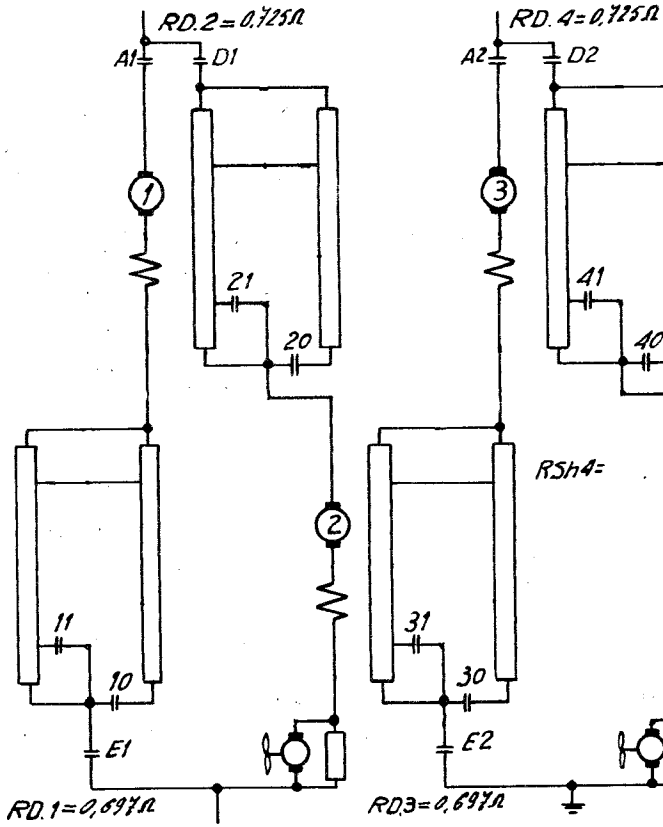 RD.2=0,725Ω
RD.4=0,725Ω
A1
D1
A2
D2
1
3
21
41
20
40
RSh4=
2
11
31
10
30
E1
E2
RD.1=0,697Ω
RD.3=0,697Ω